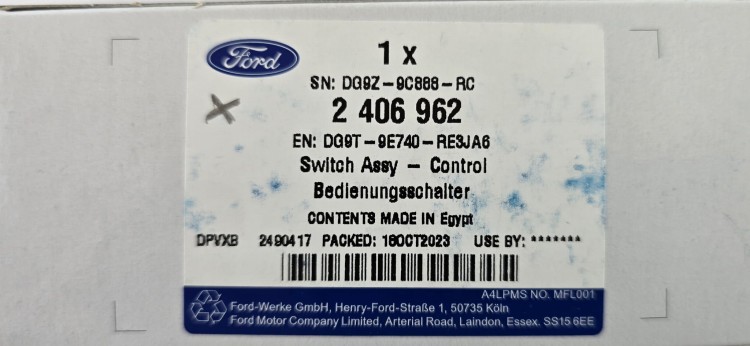 Ford
1 x
SN: DG9Z-9C888-RC
2 406 962
EN: DG9T-9E740-RE3JA6
Switch Assy - Control
Bedienungsschalter
CONTENTS MADE IN Egypt
DPVXB 2490417 PACKED: 18OCT2023 USE BY: *******
A4LPMS NO. MFL001
Ford-Werke GmbH, Henry-Ford-Straße 1, 50735 Köln
Ford Motor Company Limited, Arterial Road, Laindon, Essex. SS15 6EE